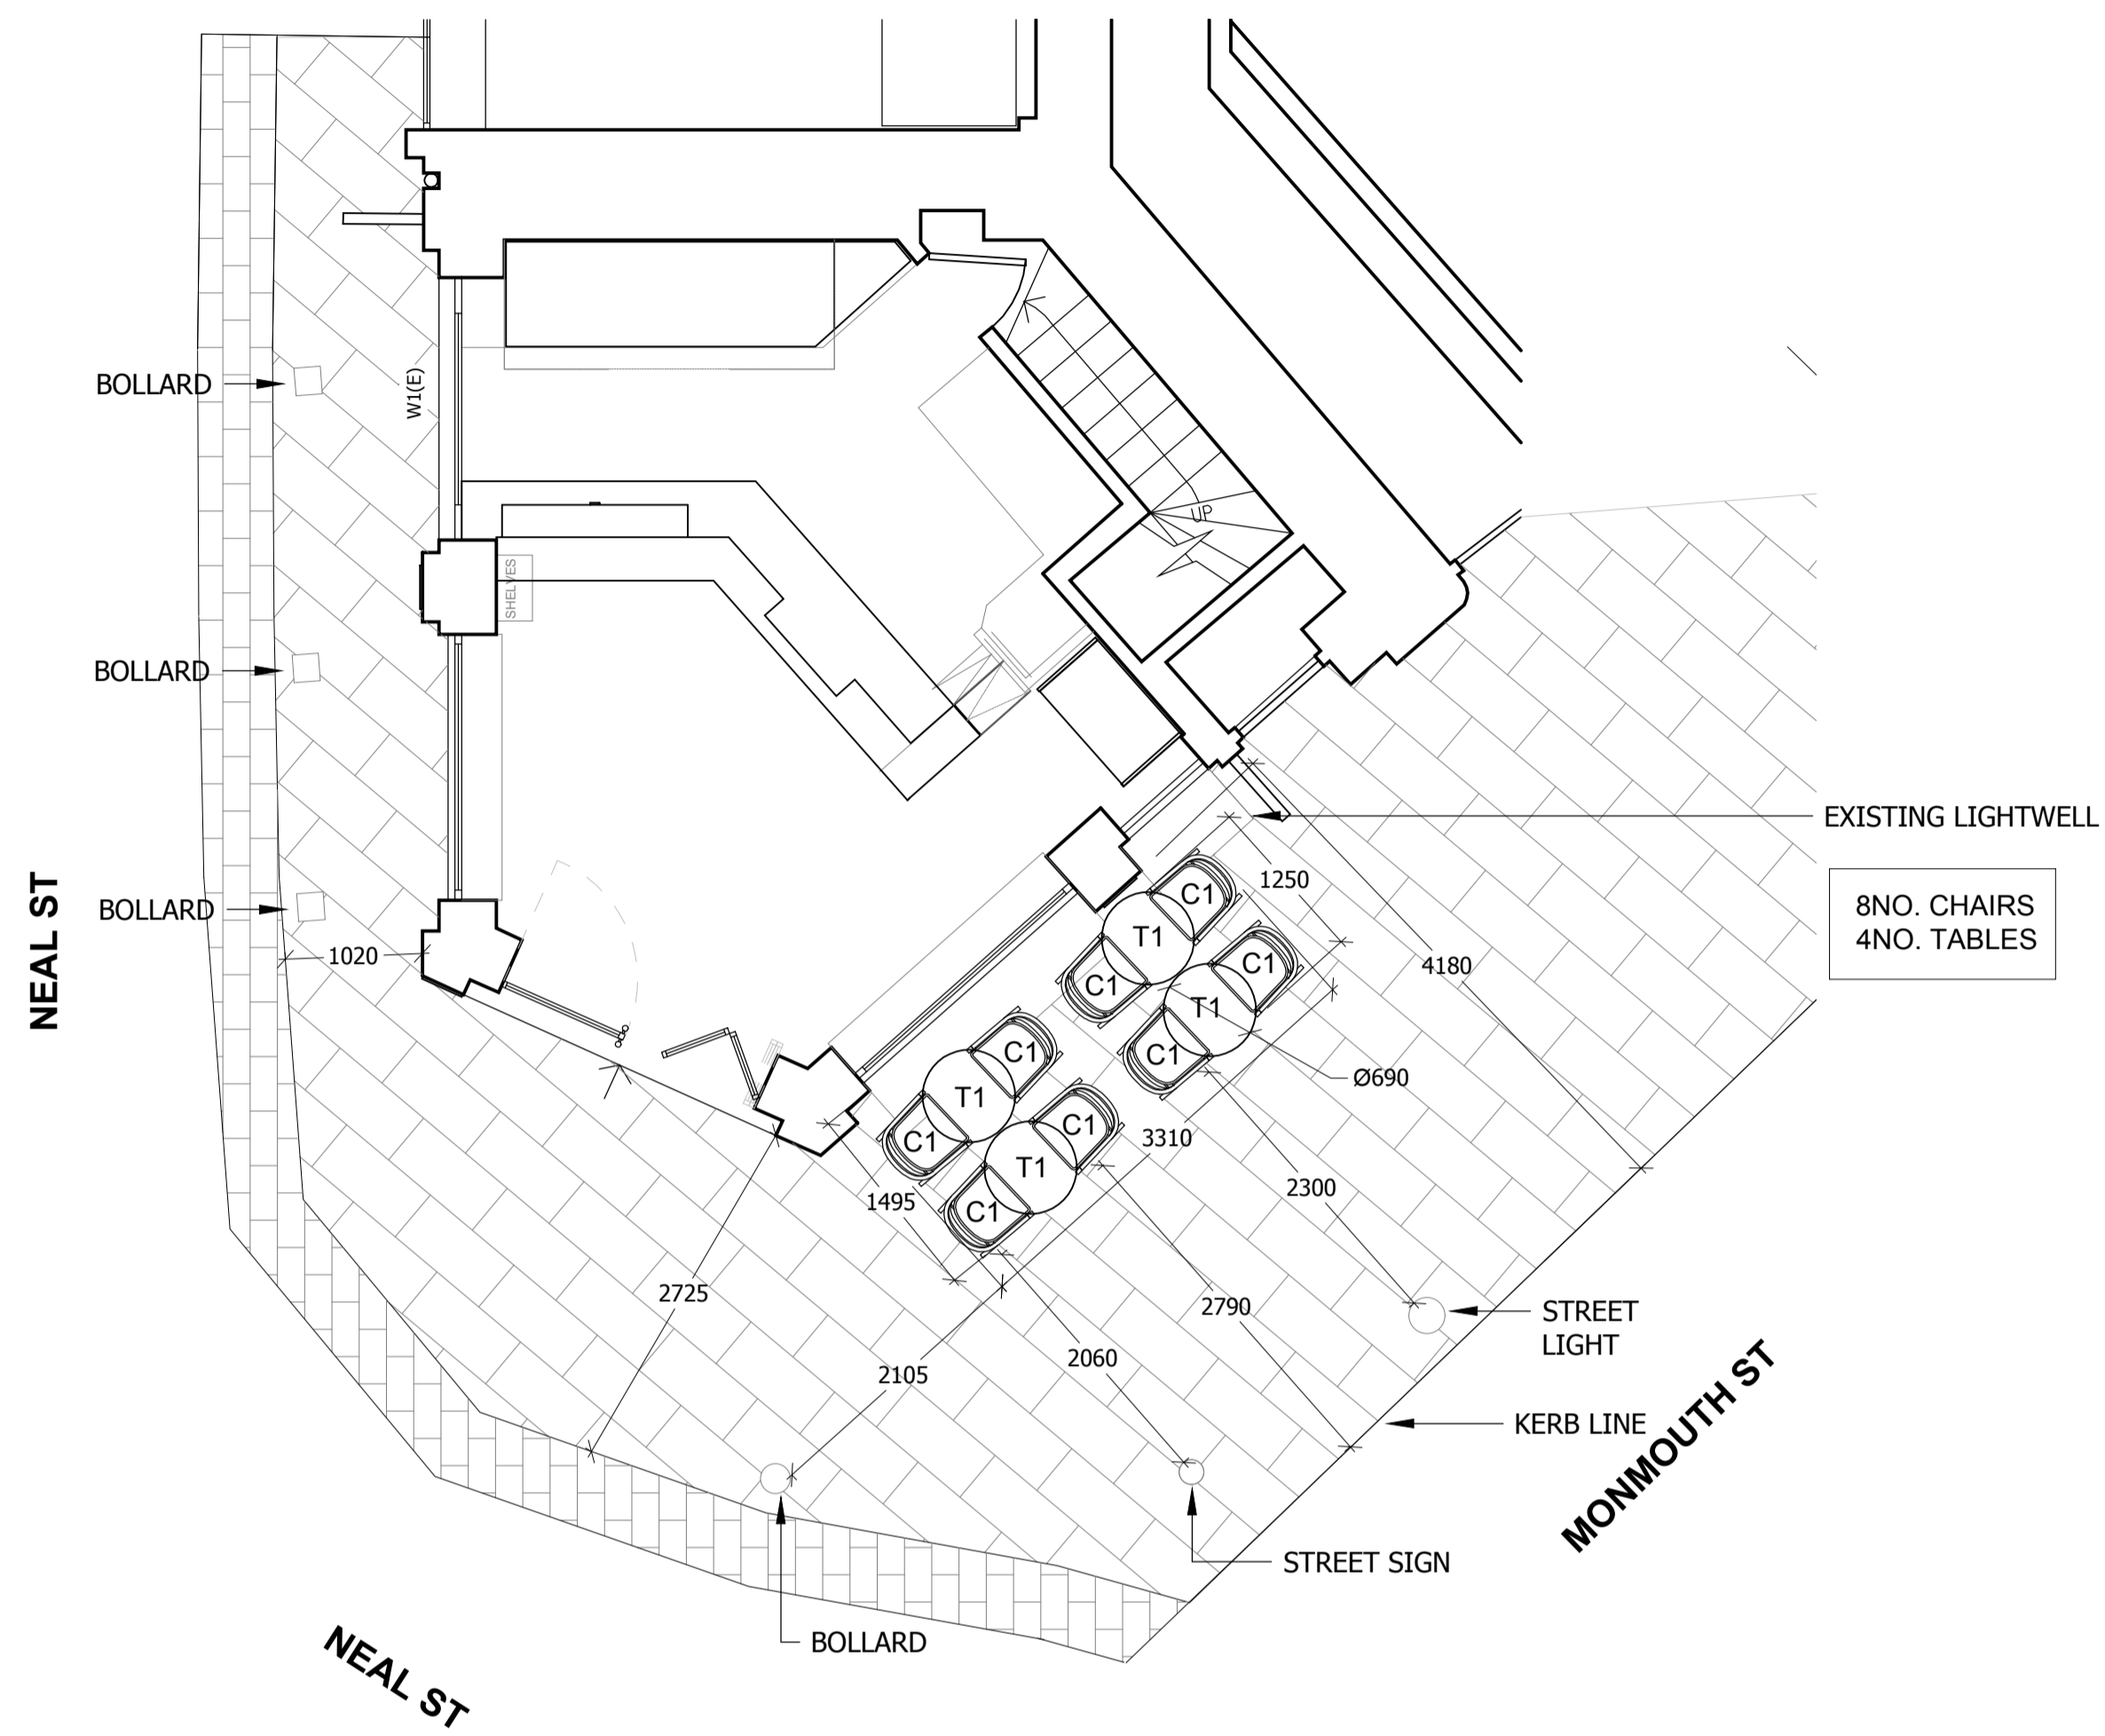 BOLLARD
W1(E)
UP
SHELVES
BOLLARD
EXISTING LIGHTWELL
1250
8NO. CHAIRS
4NO. TABLES
C1
T1
C1
C1
T1
C1
BOLLARD
NEAL ST
1020
4180
Ø690
C1
T1
C1
C1
T1
C1
3310
1495
2300
2725
2790
STREET
LIGHT
2060
2105
KERB LINE
MONMOUTH ST
STREET SIGN
BOLLARD
NEAL ST